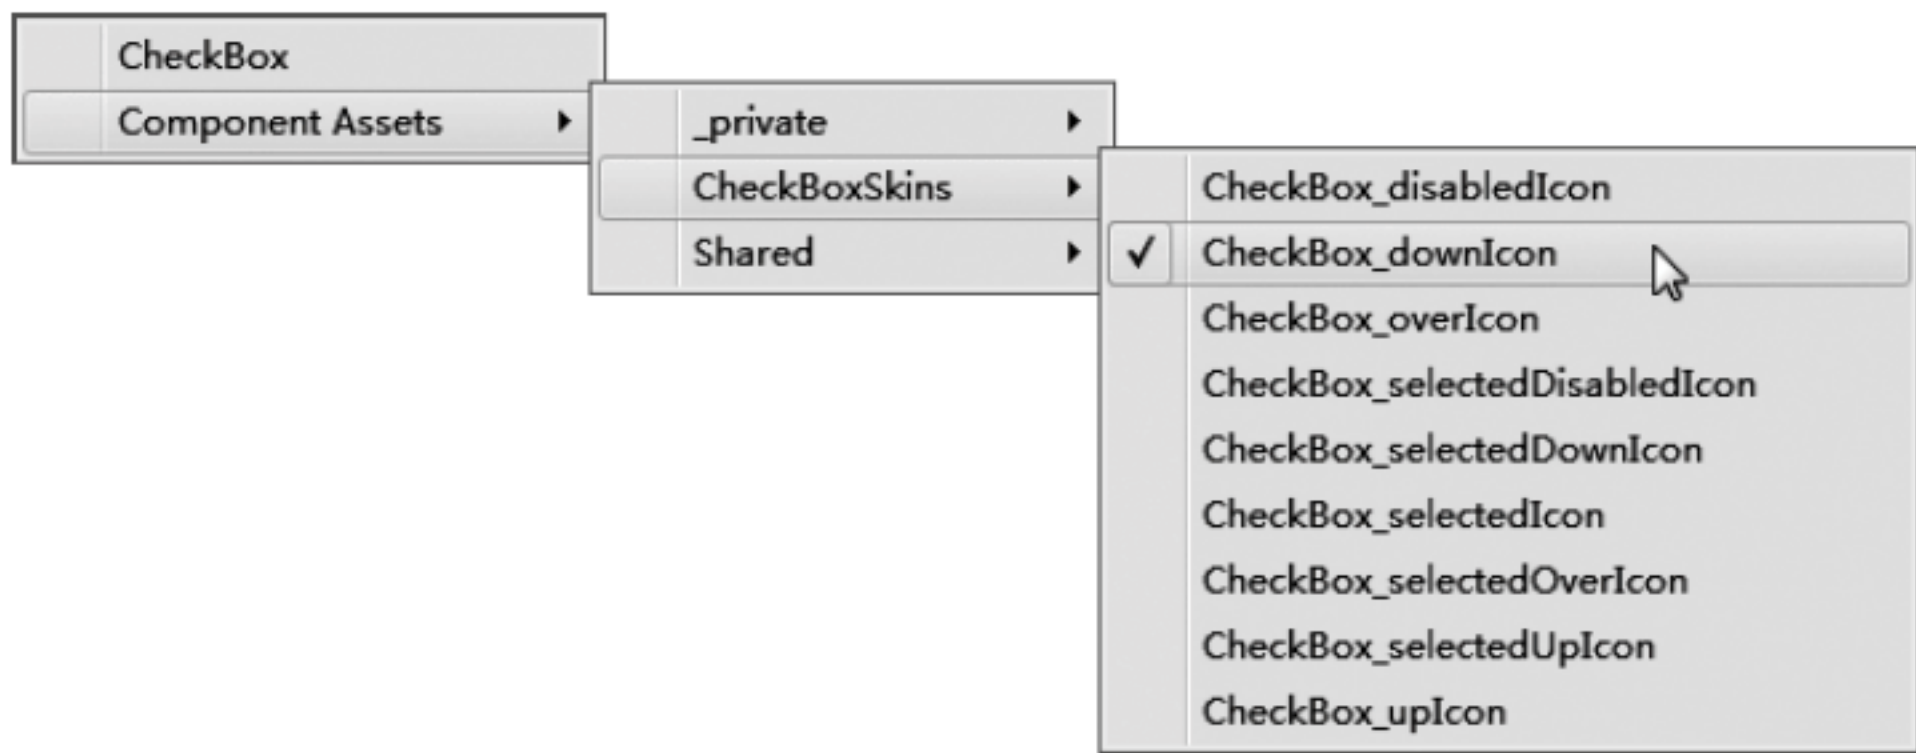 CheckBox
Component Assets
_private
CheckBoxSkins
Shared
CheckBox_disabledIcon
CheckBox_downIcon
CheckBox_overIcon
CheckBox_selectedDisabledIcon
CheckBox_selectedDownIcon
CheckBox_selectedIcon
CheckBox_selectedOverIcon
CheckBox_selectedUpIcon
CheckBox_upIcon